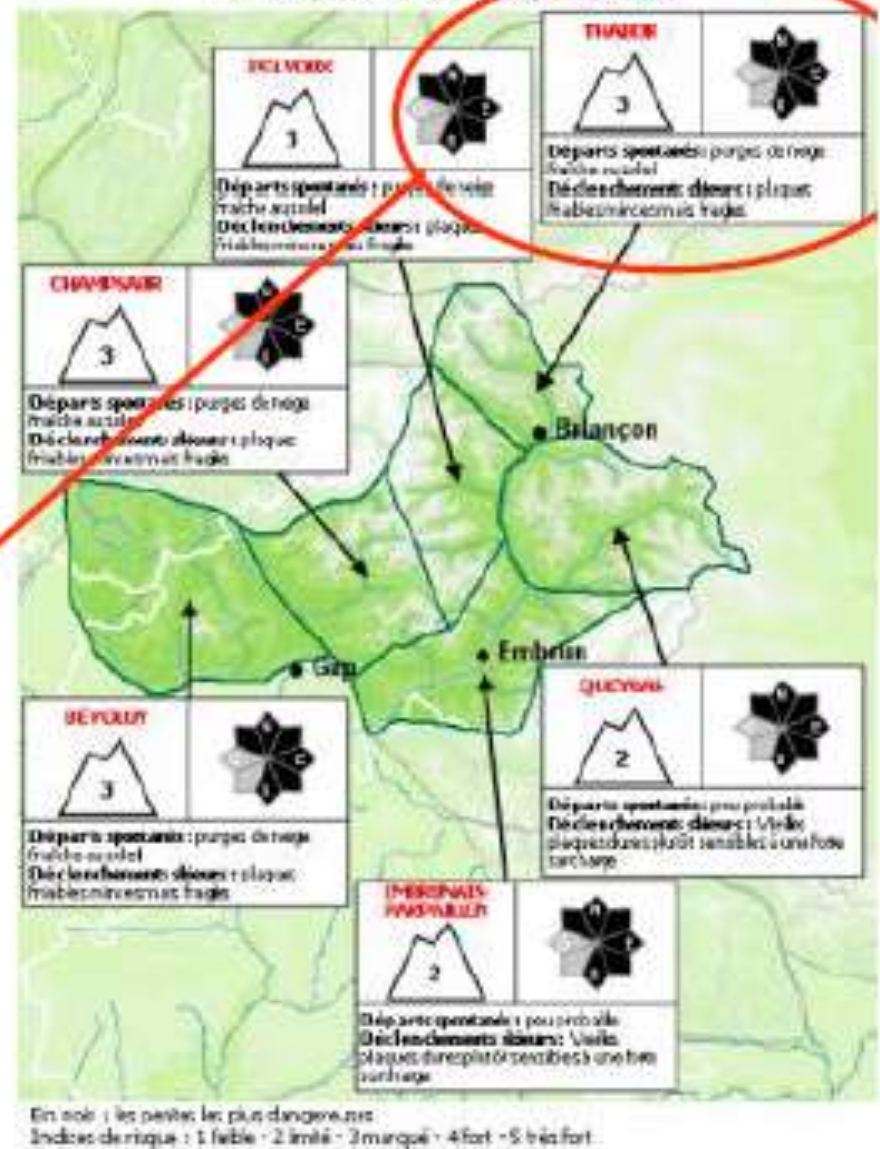 THABOR
N
E
S
3
Départs spontanés : purges de neige
fraîche au soleil
Déclenchements skieurs : plaques
friables minces mais fragiles
PELVOUX
N
E
S
Départs spontanés : purges de neige
fraîche au soleil
Déclenchements skieurs : plaques
friables minces mais fragiles
CHAMPSAUR
3
E
S
Départs spontanés : purges de neige
fraîche au soleil
Déclenchements skieurs : plaques
friables minces mais fragiles
Briançon
Embrun
Gap
DEVOLUY
3
Départs spontanés : purges de neige
fraîche au soleil
Déclenchements skieurs : plaques
friables minces mais fragiles
QUEYRAS
2
N
Départs spontanés : peu probable
Déclenchements skieurs : Vieilles
plaques dures plutôt sensibles à une forte
surcharge
EMBRUNAIS-
PARPAILLON
2
Départs spontanés : peu probable
Déclenchements skieurs : Vieilles
plaques dures plutôt sensibles à une forte
surcharge
En noir : les pentes les plus dangereuses
Indices de risque : 1 faible - 2 limité - 3 marqué - 4 fort - 5 très fort